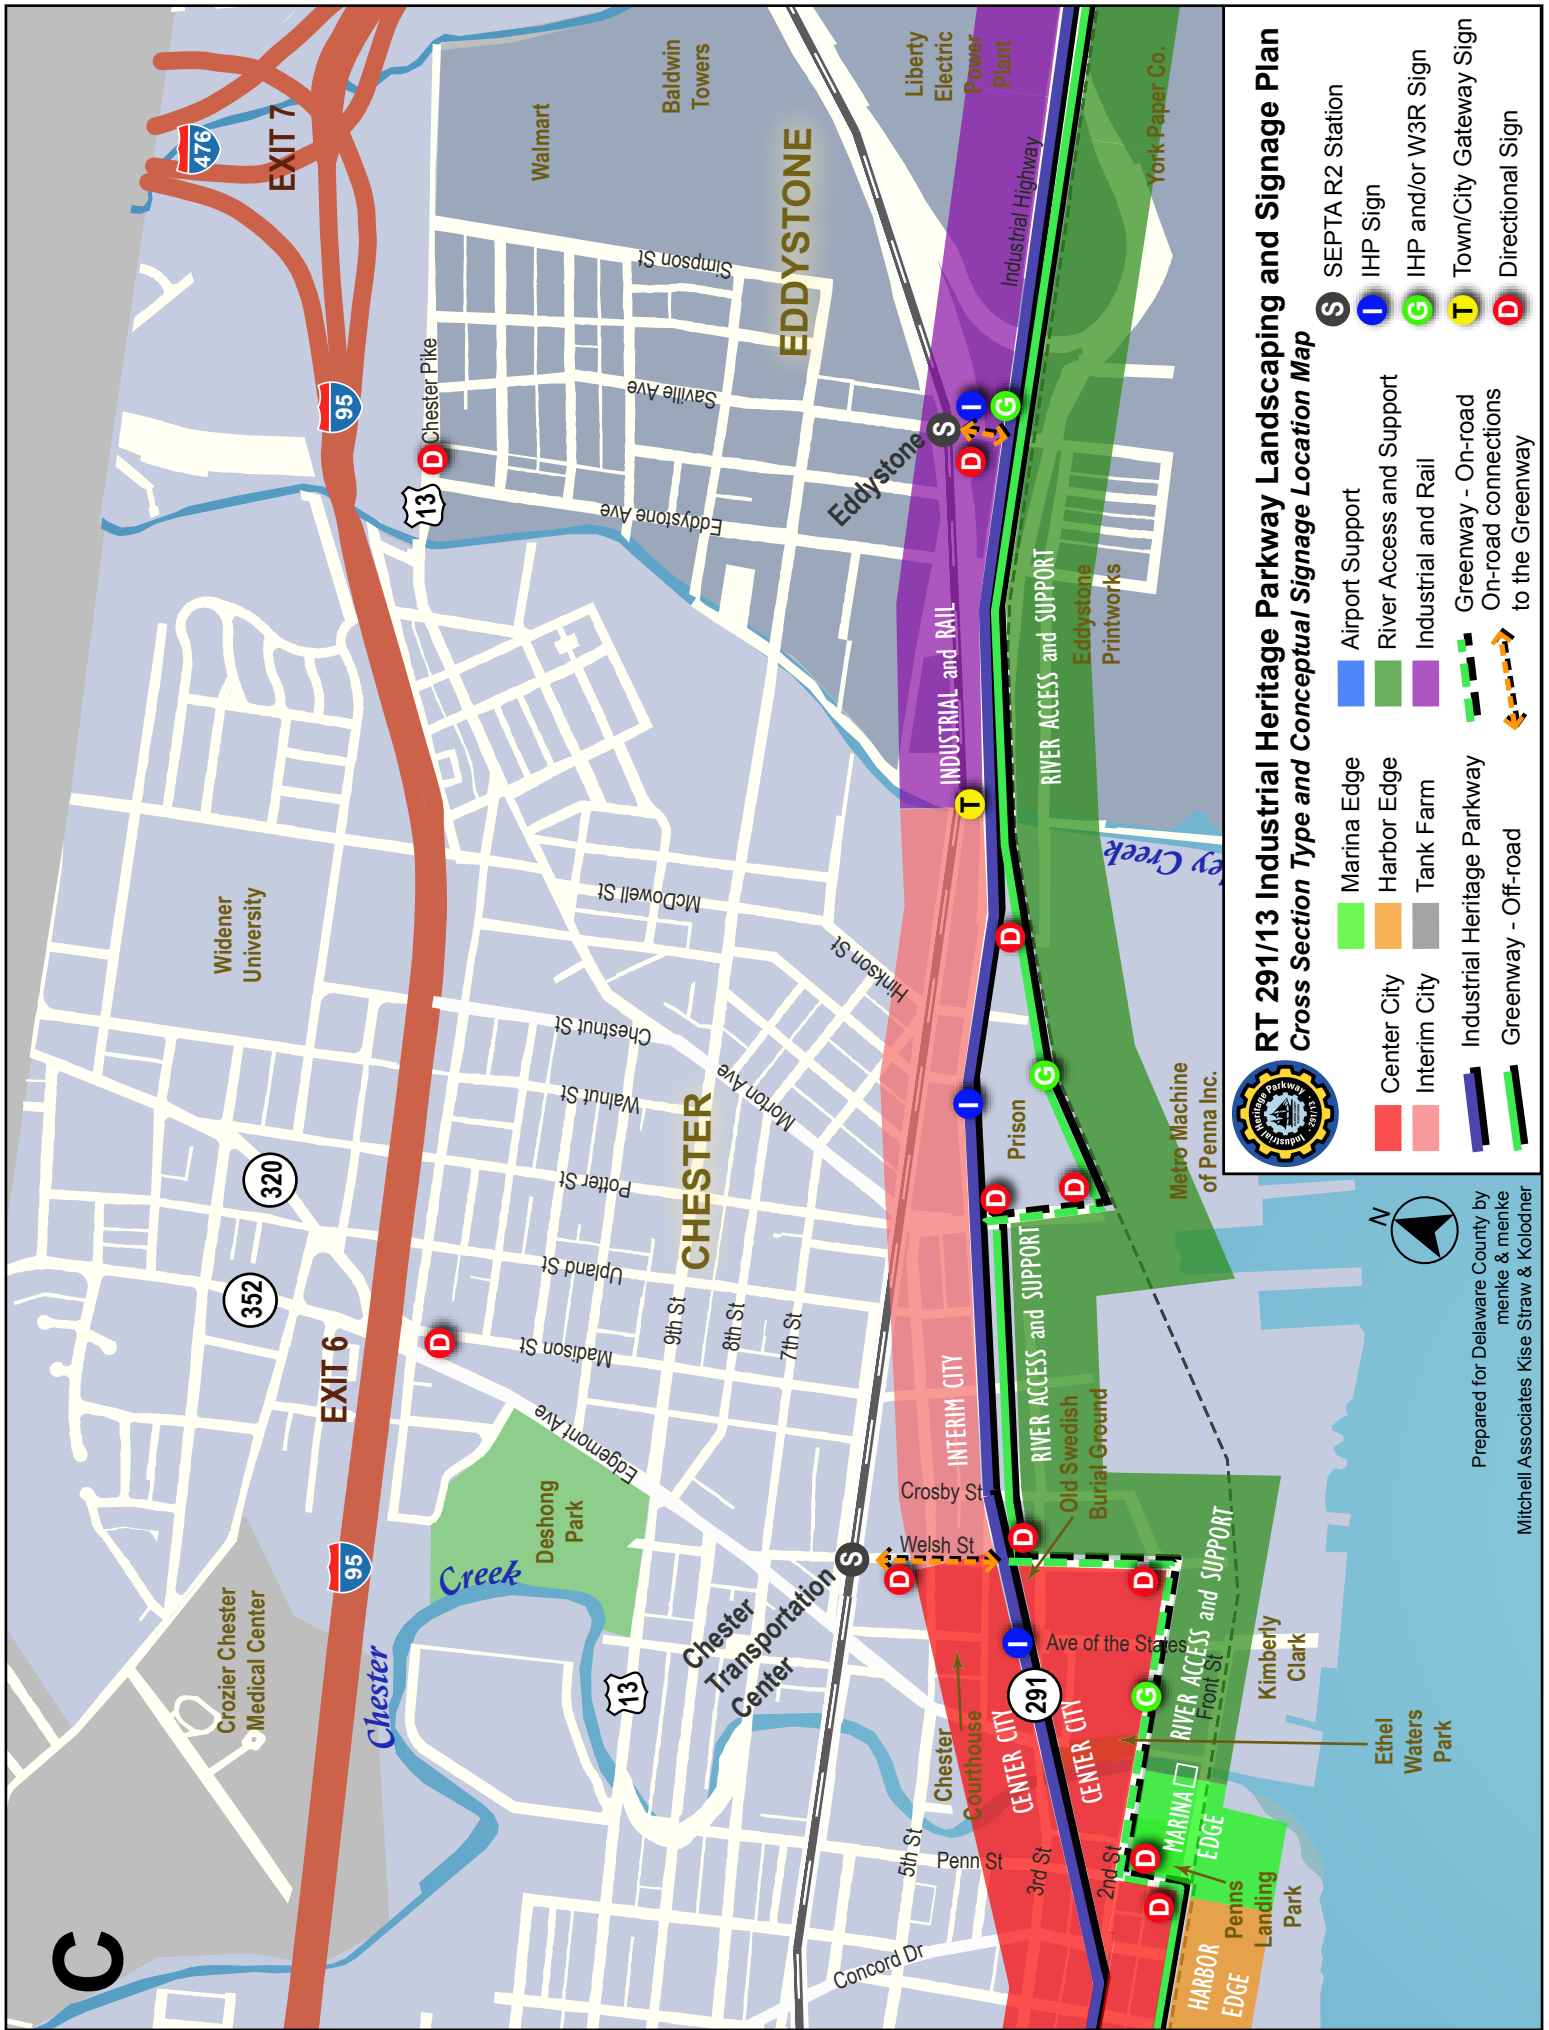 C
RT 291/13 Industrial Heritage Parkway Landscaping and Signage Plan
Cross Section Type and Conceptual Signage Location Map
Center City
Interim City
Marina Edge
Harbor Edge
Tank Farm
Airport Support
River Access and Support
Industrial and Rail
S SEPTA R2 Station
I IHP Sign
G IHP and/or W3R Sign
T Town/City Gateway Sign
D Directional Sign
Industrial Heritage Parkway
Greenway - Off-road
Greenway - On-road
On-road connections
to the Greenway
Industrial Heritage Parkway
291/13
N
Prepared for Delaware County by
menke & menke
Mitchell Associates Kise Straw & Kolodner
Crozier Chester
Medical Center
Widener
University
352
320
EXIT 6
EXIT 7
476
95
95
Chester
Creek
Deshong
Park
Edgemont Ave
Madison St
Upland St
Potter St
Walnut St
Chestnut St
Morton Ave
McDowell St
Hinkson St
9th St
8th St
7th St
CHESTER
13
13
Chester Pike
Walmart
Baldwin
Towers
Simpson St
Saville Ave
Eddystone Ave
EDDYSTONE
Eddystone
Liberty
Electric
Power
Plant
Industrial Highway
York Paper Co.
INDUSTRIAL and RAIL
RIVER ACCESS and SUPPORT
Eddystone
Printworks
ey Creek
Chester
Transportation
Center
Welsh St
Crosby St
INTERIM CITY
RIVER ACCESS and SUPPORT
Old Swedish
Burial Ground
Prison
Metro Machine
of Penna Inc.
Concord Dr
5th St
Penn St
3rd St
2nd St
Chester
Courthouse
CENTER CITY
CENTER CITY
291
Ave of the States
RIVER ACCESS and SUPPORT
Front St
Kimberly
Clark
Ethel
Waters
Park
MARINA
EDGE
Penns
Landing
Park
HARBOR
EDGE
D
D
D
D
D
D
D
D
D
D
D
I
I
I
G
G
G
S
S
T